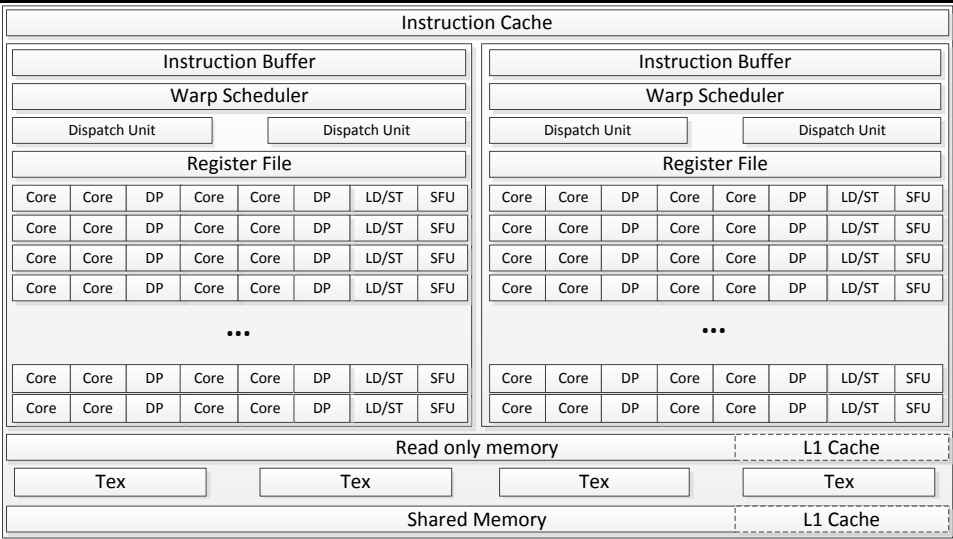 Instruction Cache
Instruction Buffer Instruction Buffer
Warp Scheduler Warp Scheduler
Dispatch Unit Dispatch Unit Dispatch Unit Dispatch Unit
Register File Register File
Core Core DP Core Core DP LD/ST SFU Core Core DP Core Core DP LD/ST SFU
Core Core DP Core Core DP LD/ST SFU Core Core DP Core Core DP LD/ST SFU
Core Core DP Core Core DP LD/ST SFU Core Core DP Core Core DP LD/ST SFU
Core Core DP Core Core DP LD/ST SFU Core Core DP Core Core DP LD/ST SFU
... ...
Core Core DP Core Core DP LD/ST SFU Core Core DP Core Core DP LD/ST SFU
Core Core DP Core Core DP LD/ST SFU Core Core DP Core Core DP LD/ST SFU
Read only memory L1 Cache
Tex Tex Tex Tex
Shared Memory L1 Cache